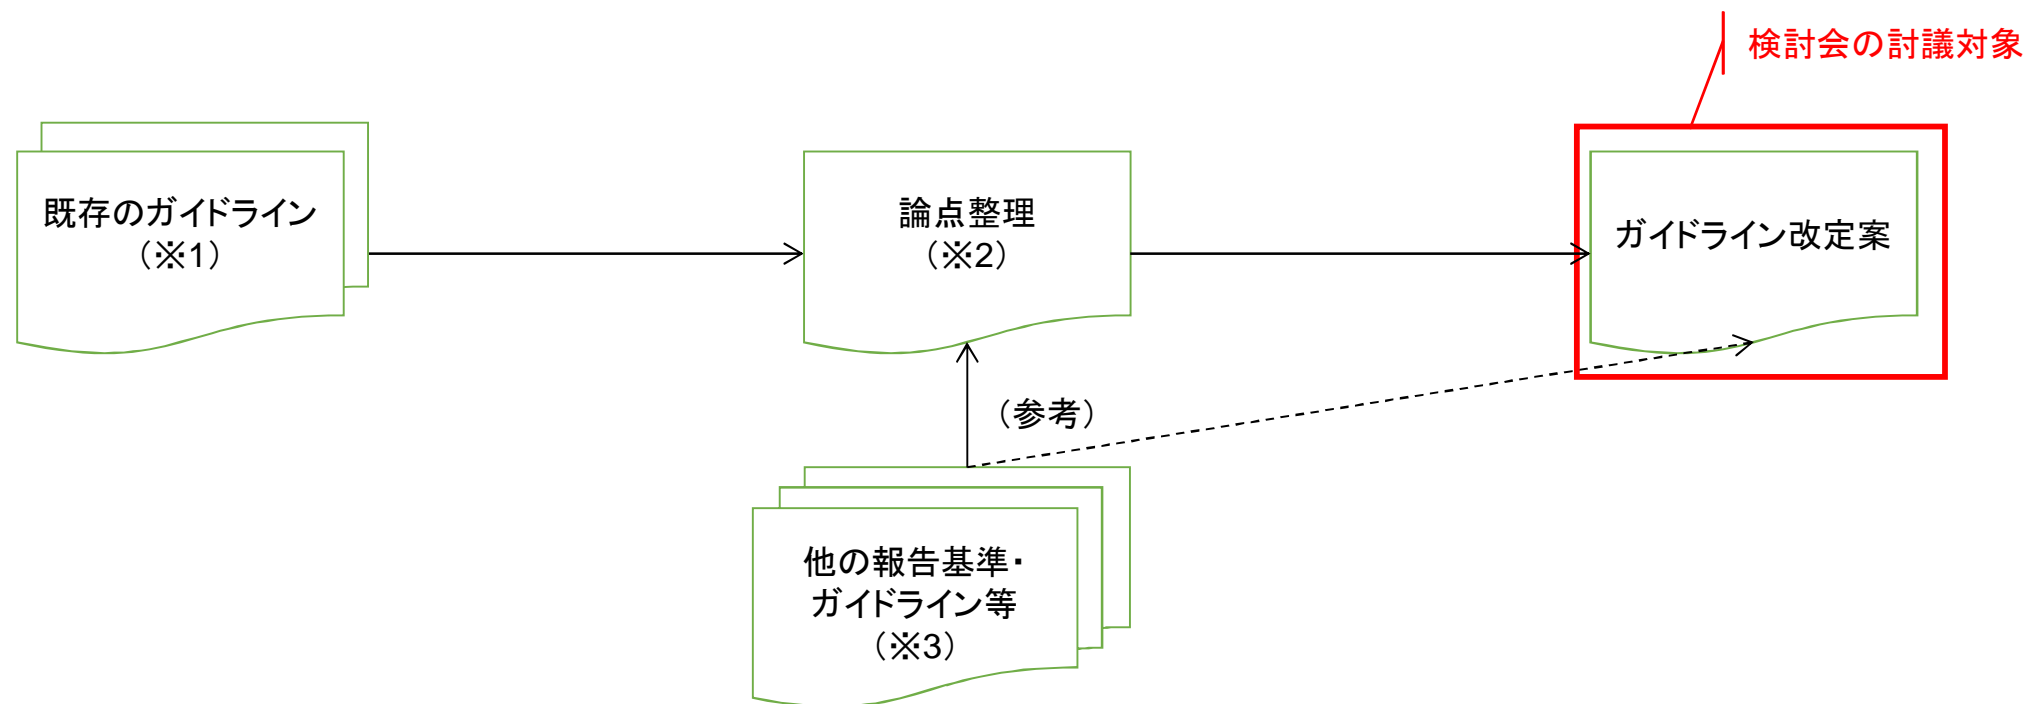 検討会の討議対象
既存のガイドライン
（※1）
論点整理
（※2）
ガイドライン改定案
（参考）
他の報告基準・
ガイドライン等
（※3）